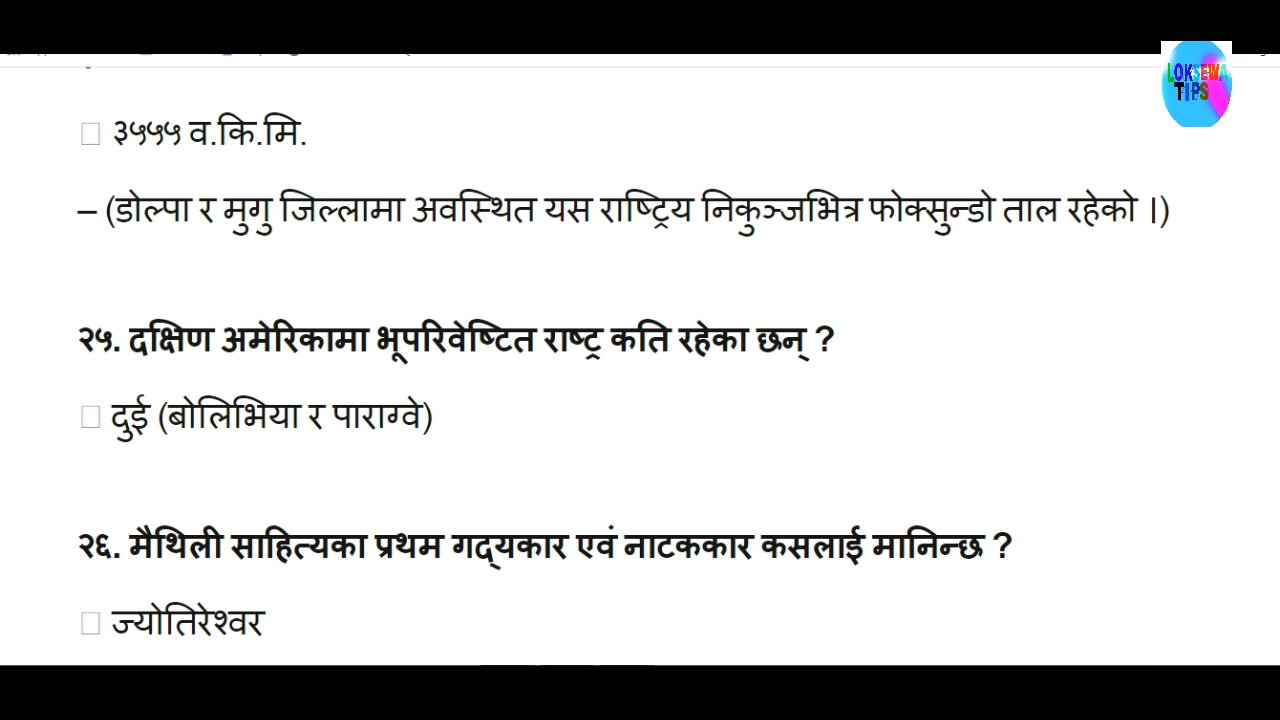 LOKSEWA
TIPS
३५५५ व.कि.मि.
– (डोल्पा र मुगु जिल्लामा अवस्थित यस राष्ट्रिय निकुञ्जभित्र फोक्सुन्डो ताल रहेको ।)
२५. दक्षिण अमेरिकामा भूपरिवेष्टित राष्ट्र कति रहेका छन् ?
दुई (बोलिभिया र पाराग्वे)
२६. मैथिली साहित्यका प्रथम गद्यकार एवं नाटककार कसलाई मानिन्छ ?
ज्योतिरेश्वर